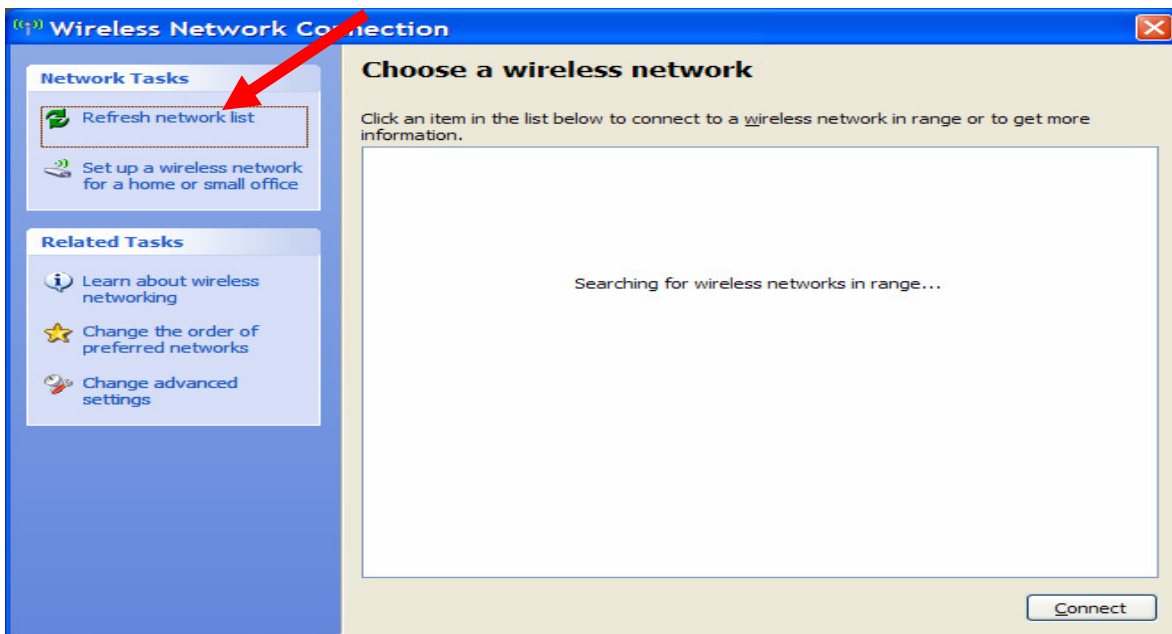 Wireless Network Connection
Network Tasks
Refresh network list
Set up a wireless network
for a home or small office
Related Tasks
Learn about wireless
networking
Change the order of
preferred networks
Change advanced
settings
Choose a wireless network
Click an item in the list below to connect to a wireless network in range or to get more
information.
Searching for wireless networks in range...
Connect